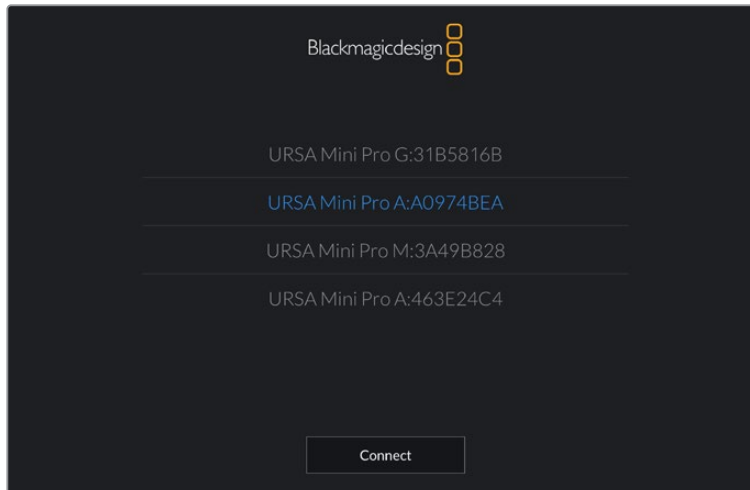 Blackmagicdesign
URSA Mini Pro G:31B5816B
URSA Mini Pro A:A0974BEA
URSA Mini Pro M:3A49B828
URSA Mini Pro A:463E24C4
Connect